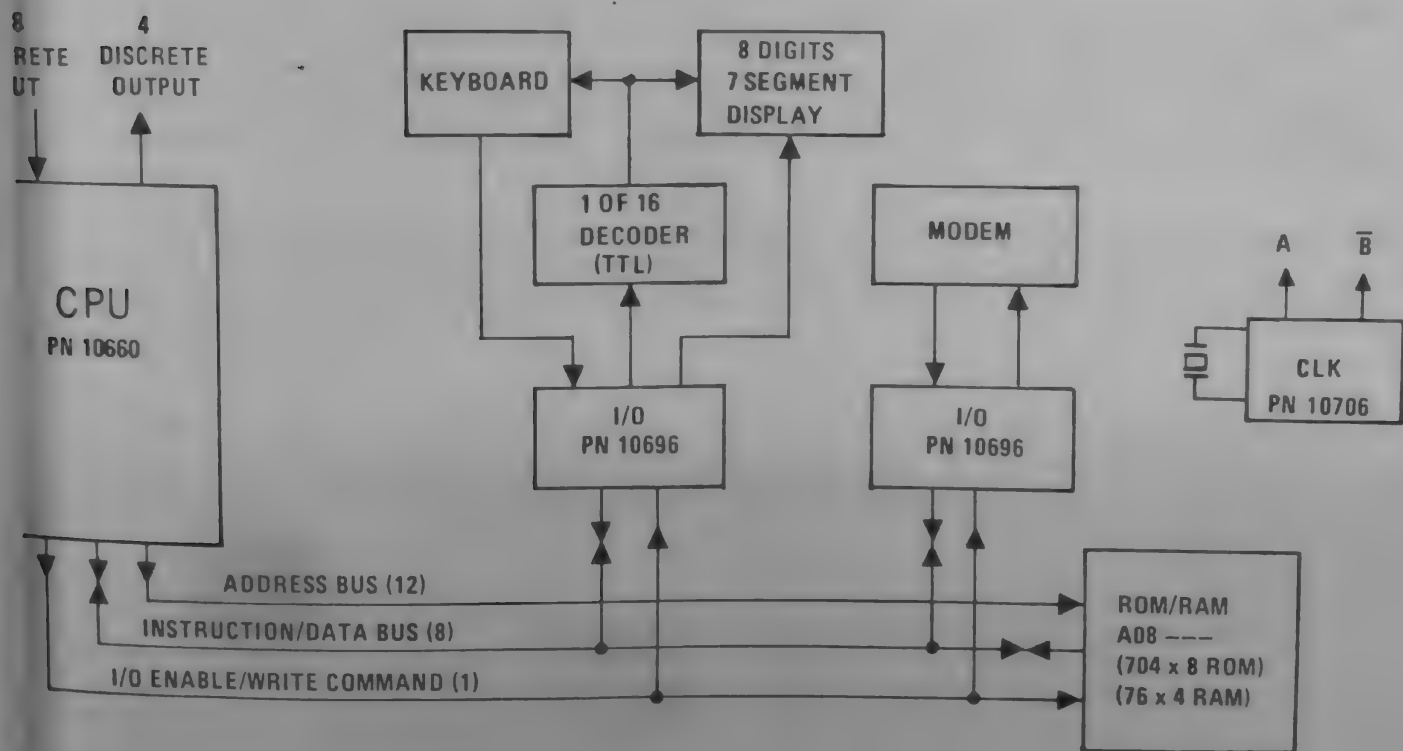 8
RETE
UT
4
DISCRETE
OUTPUT
KEYBOARD
8 DIGITS
7 SEGMENT
DISPLAY
1 OF 16
DECODER
(TTL)
MODEM
A
B̅
CPU
PN 10660
I/O
PN 10696
I/O
PN 10696
CLK
PN 10706
ADDRESS BUS (12)
INSTRUCTION/DATA BUS (8)
I/O ENABLE/WRITE COMMAND (1)
ROM/RAM
A08 ---
(704 x 8 ROM)
(76 x 4 RAM)